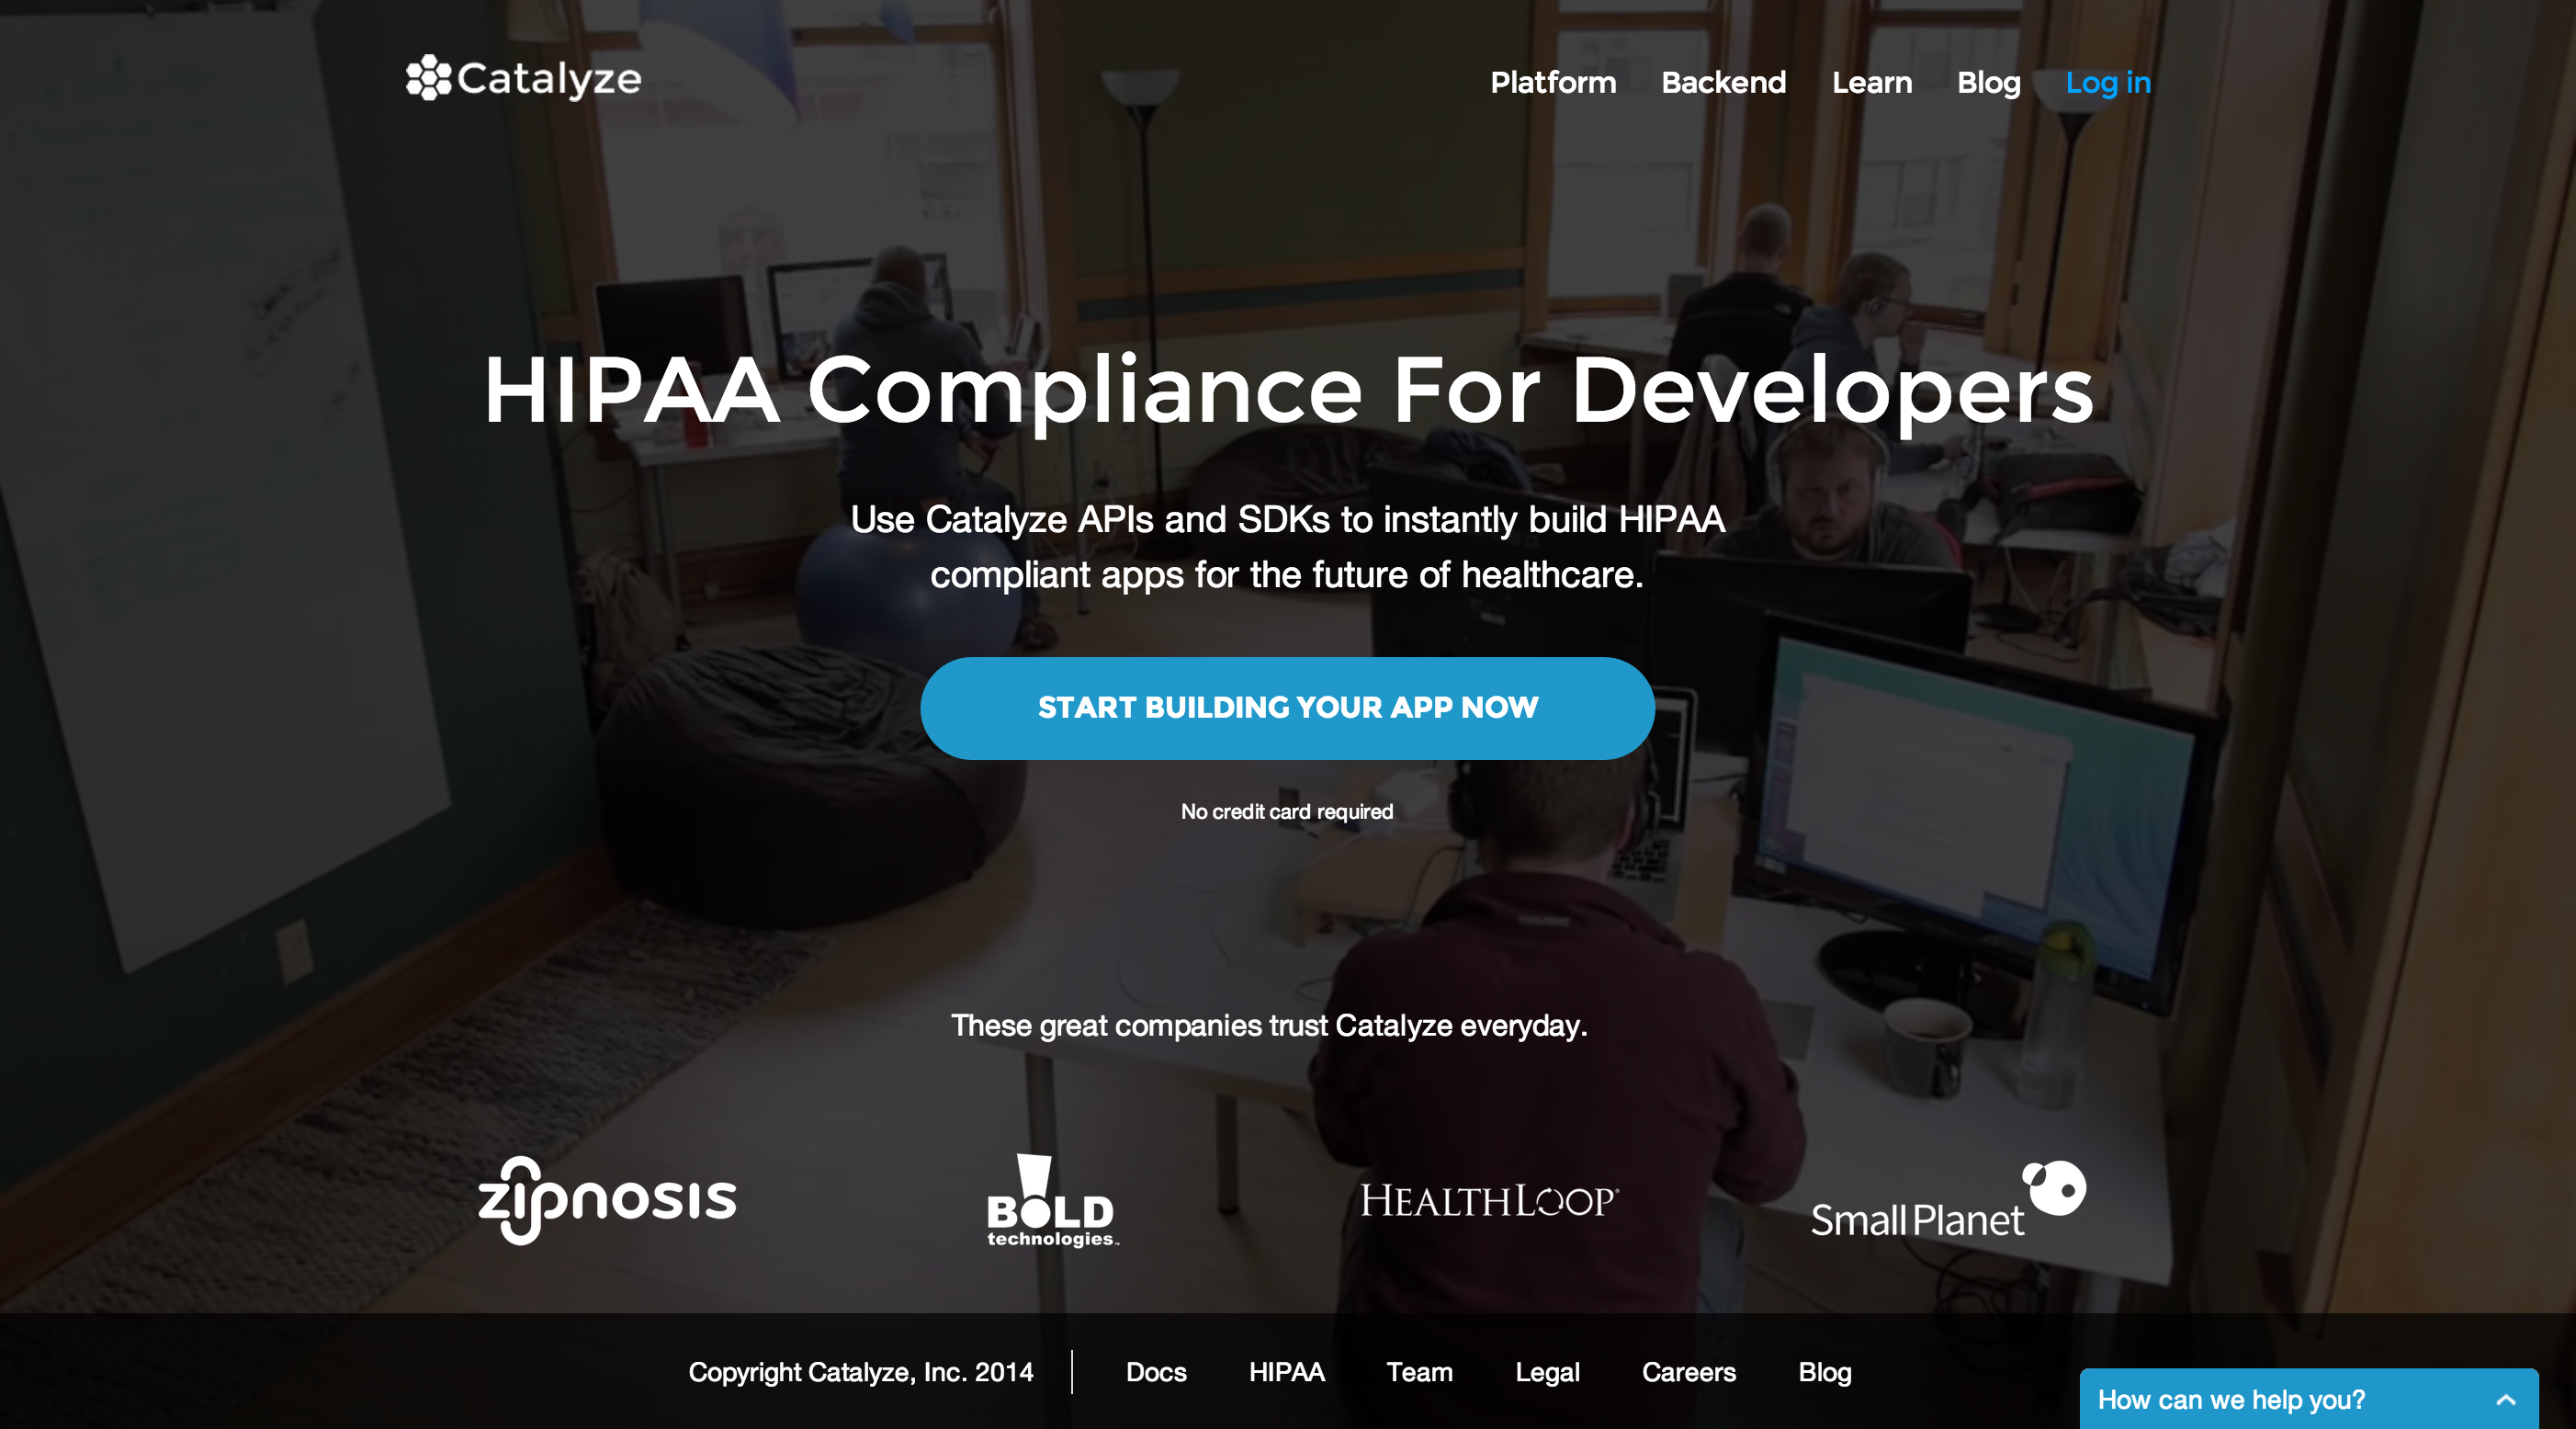 Catalyze
Platform Backend Learn Blog Log in
HIPAA Compliance For Developers
Use Catalyze APIs and SDKs to instantly build HIPAA
compliant apps for the future of healthcare.
START BUILDING YOUR APP NOW
No credit card required
These great companies trust Catalyze everyday.
zipnosis
BOLD
technologies™
HEALTHLOOP®
Small Planet
Copyright Catalyze, Inc. 2014 Docs HIPAA Team Legal Careers Blog
How can we help you?